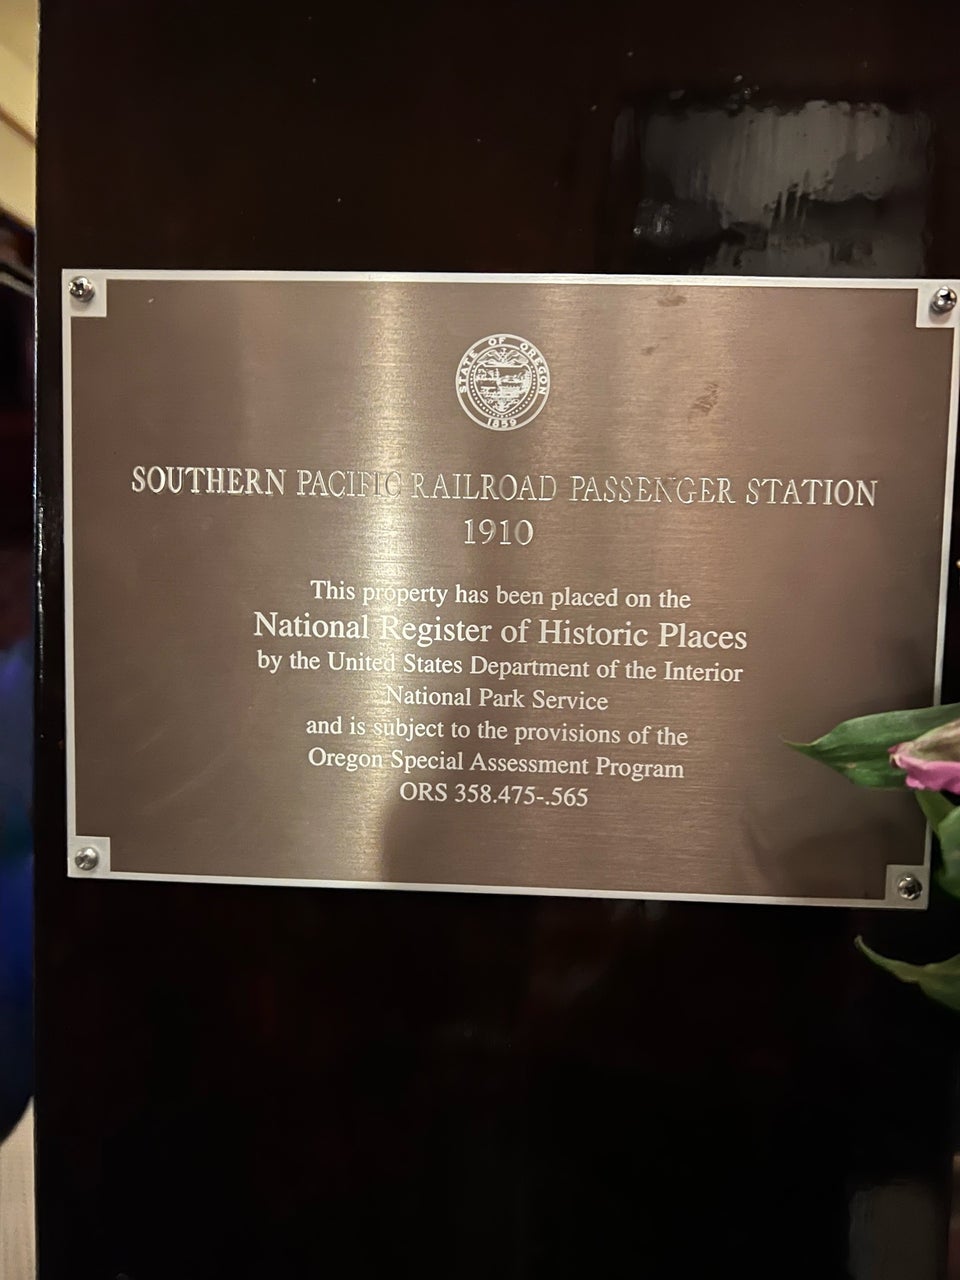 STATE OF OREGON
1859
SOUTHERN PACIFIC RAILROAD PASSENGER STATION
1910
This property has been placed on the
National Register of Historic Places
by the United States Department of the Interior
National Park Service
and is subject to the provisions of the
Oregon Special Assessment Program
ORS 358.475-.565